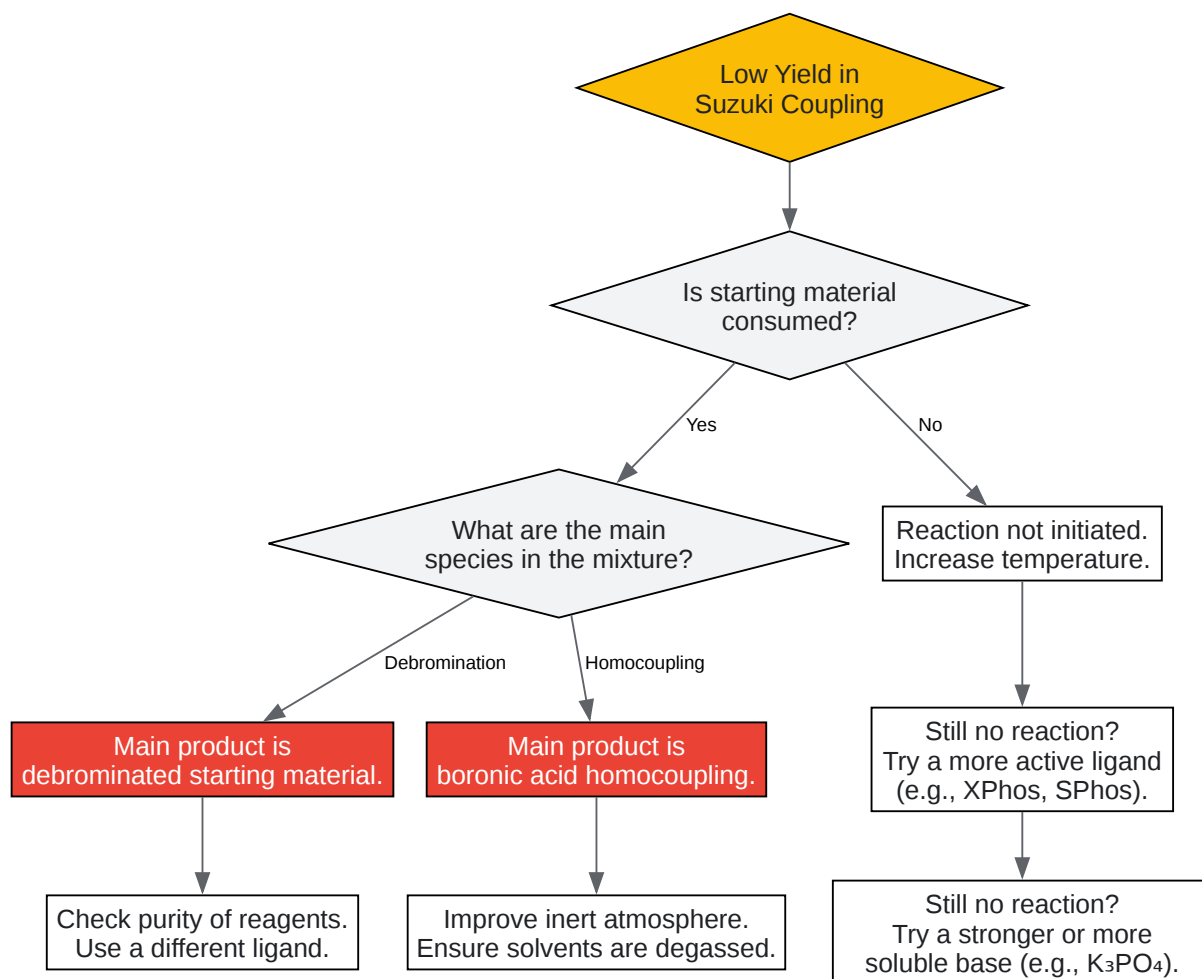 Low Yield in
Suzuki Coupling
Is starting material
consumed?
Yes
No
What are the main
species in the mixture?
Reaction not initiated.
Increase temperature.
Debromination
Homocoupling
Main product is
debrominated starting material.
Main product is
boronic acid homocoupling.
Still no reaction?
Try a more active ligand
(e.g., XPhos, SPhos).
Check purity of reagents.
Use a different ligand.
Improve inert atmosphere.
Ensure solvents are degassed.
Still no reaction?
Try a stronger or more
soluble base (e.g., K₃PO₄).